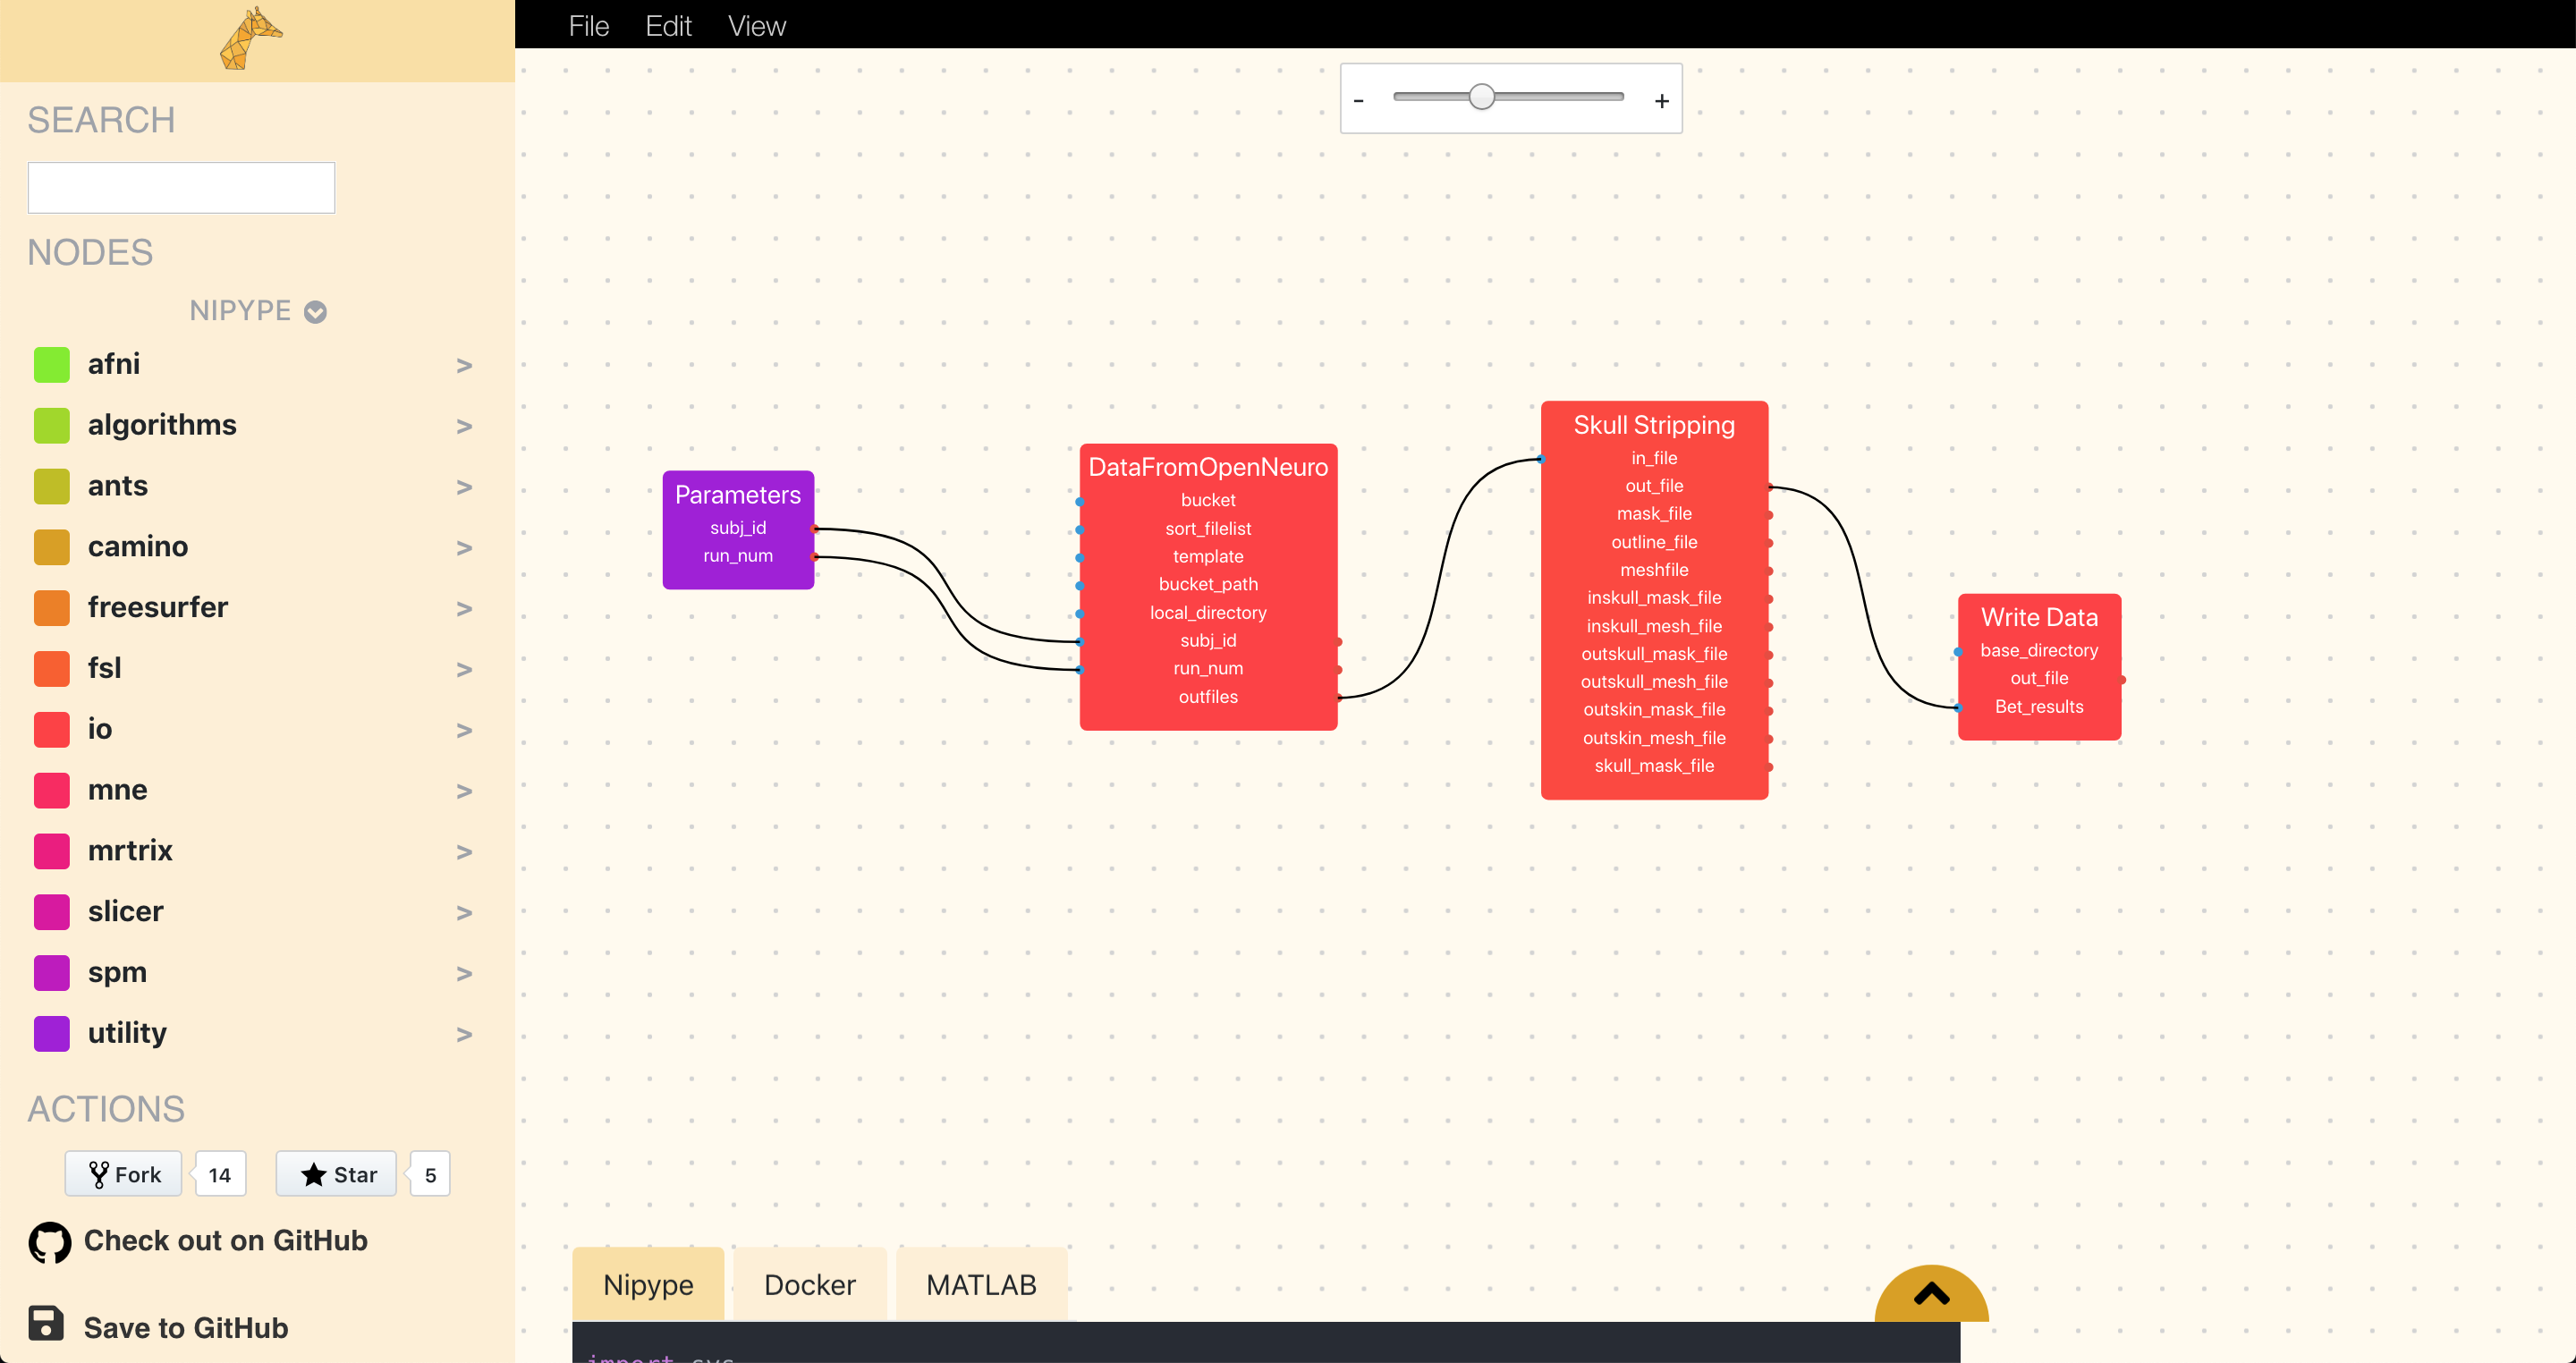 File Edit View
SEARCH
- +
NODES
NIPYPE
afni >
algorithms >
ants >
camino >
freesurfer >
fsl >
io >
mne >
mrtrix >
slicer >
spm >
utility >
ACTIONS
Fork 14 Star 5
Check out on GitHub
Save to GitHub
Parameters
subj_id
run_num
DataFromOpenNeuro
bucket
sort_filelist
template
bucket_path
local_directory
subj_id
run_num
outfiles
Skull Stripping
in_file
out_file
mask_file
outline_file
meshfile
inskull_mask_file
inskull_mesh_file
outskull_mask_file
outskull_mesh_file
outskin_mask_file
outskin_mesh_file
skull_mask_file
Write Data
base_directory
out_file
Bet_results
Nipype Docker MATLAB
import sys